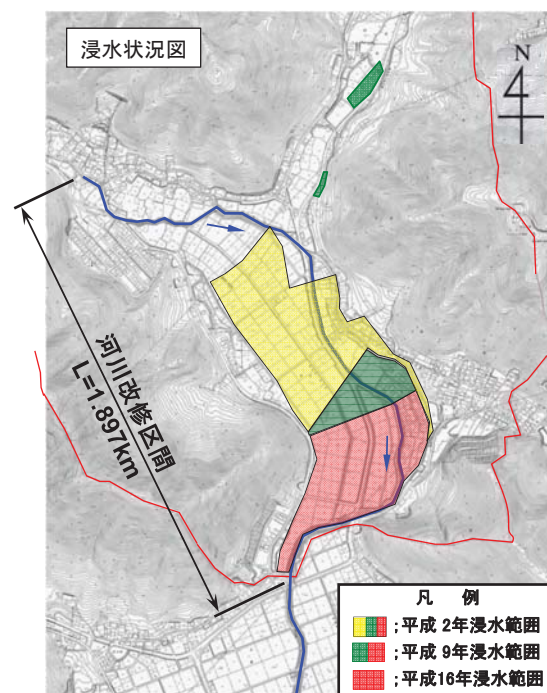 浸水状況図
N
河川改修区間
L=1.897km
凡 例
;平成 2年浸水範囲
;平成 9年浸水範囲
;平成16年浸水範囲